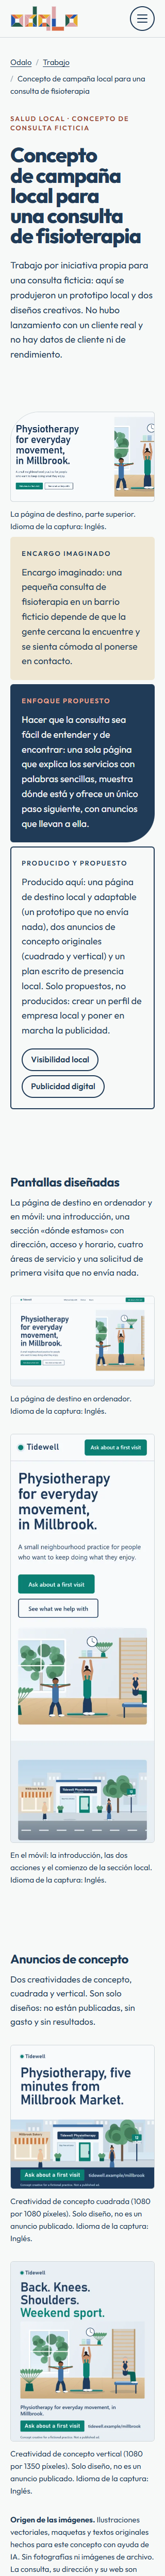 odalo
Odalo / Trabajo
/ Concepto de campaña local para una
consulta de fisioterapia
SALUD LOCAL · CONCEPTO DE
CONSULTA FICTICIA
Concepto
de campaña
local para
una consulta
de fisioterapia
Trabajo por iniciativa propia para
una consulta ficticia: aquí se
produjeron un prototipo local y dos
diseños creativos. No hubo
lanzamiento con un cliente real y
no hay datos de cliente ni de
rendimiento.
Physiotherapy
for everyday
movement,
in Millbrook.
La página de destino, parte superior.
Idioma de la captura: Inglés.
ENCARGO IMAGINADO
Encargo imaginado: una
pequeña consulta de
fisioterapia en un barrio
ficticio depende de que la
gente cercana la encuentre y
se sienta cómoda al ponerse
en contacto.
ENFOQUE PROPUESTO
Hacer que la consulta sea
fácil de entender y de
encontrar: una sola página
que explica los servicios con
palabras sencillas, muestra
dónde está y ofrece un único
paso siguiente, con anuncios
que llevan a ella.
PRODUCIDO Y PROPUESTO
Producido aquí: una página
de destino local y adaptable
(un prototipo que no envía
nada), dos anuncios de
concepto originales
(cuadrado y vertical) y un
plan escrito de presencia
local. Solo propuestos, no
producidos: crear un perfil de
empresa local y poner en
marcha la publicidad.
Visibilidad local
Publicidad digital
Pantallas diseñadas
La página de destino en ordenador y
en móvil: una introducción, una
sección «dónde estamos» con
dirección, acceso y horario, cuatro
áreas de servicio y una solicitud de
primera visita que no envía nada.
Physiotherapy
for everyday
movement,
in Millbrook.
La página de destino en ordenador.
Idioma de la captura: Inglés.
Tidewell
Ask about a first visit
Physiotherapy
for everyday
movement,
in Millbrook.
A small neighbourhood practice for people
who want to keep doing what they enjoy.
Ask about a first visit
See what we help with
Tidewell Physiotherapy
En el móvil: la introducción, las dos
acciones y el comienzo de la sección local.
Idioma de la captura: Inglés.
Anuncios de concepto
Dos creatividades de concepto,
cuadrada y vertical. Son solo
diseños: no están publicadas, sin
gasto y sin resultados.
Tidewell
Physiotherapy, five
minutes from
Millbrook Market.
Ask about a first visit
tidewell.example/millbrook
Creatividad de concepto cuadrada (1080
por 1080 píxeles). Solo diseño, no es un
anuncio publicado. Idioma de la captura:
Inglés.
Tidewell
Back. Knees.
Shoulders.
Weekend sport.
Physiotherapy for everyday movement, in
Millbrook.
Ask about a first visit
tidewell.example/millbrook
Creatividad de concepto vertical (1080
por 1350 píxeles). Solo diseño, no es un
anuncio publicado. Idioma de la captura:
Inglés.
Origen de las imágenes. Ilustraciones
vectoriales, maquetas y textos originales
hechos para este concepto con ayuda de
IA. Sin fotografías ni imágenes de archivo.
La consulta, su dirección y su web son